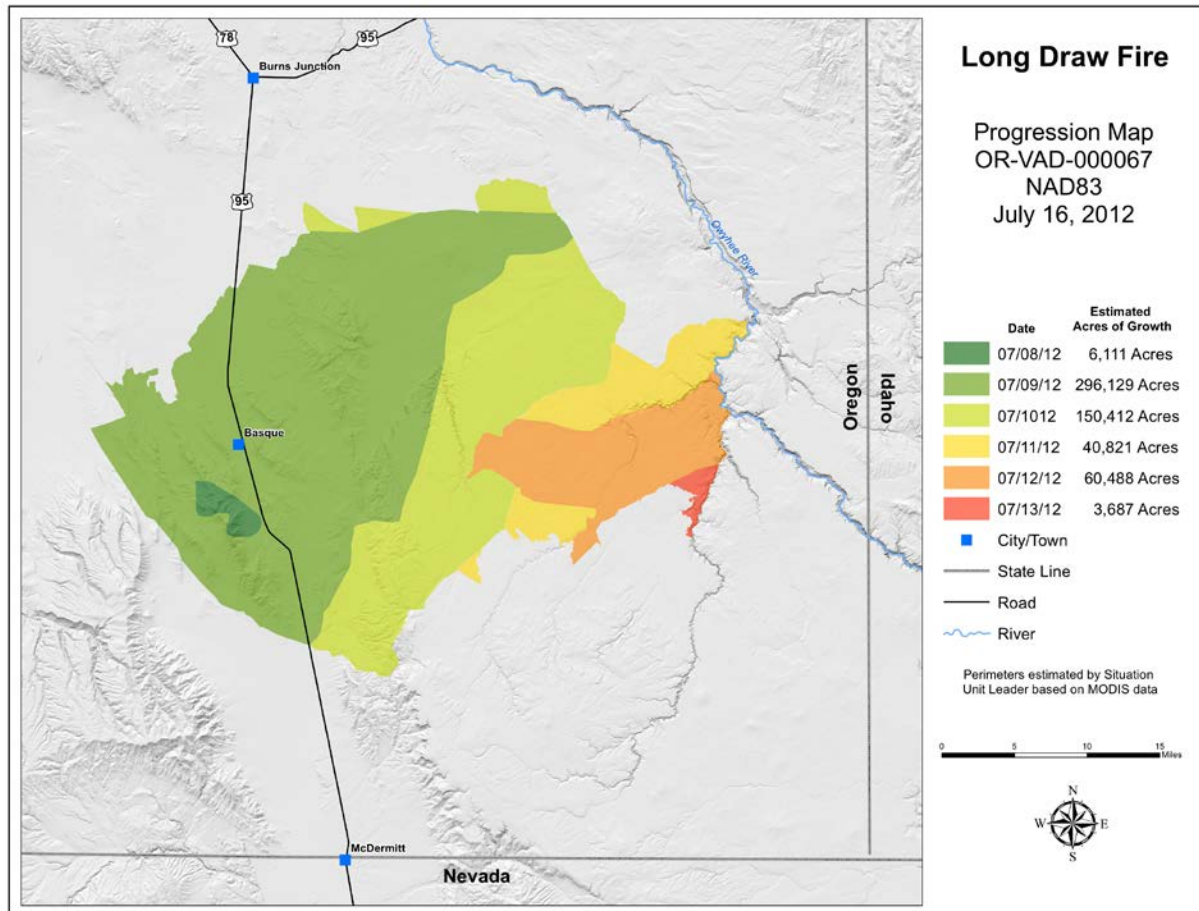 78
95
Burns Junction
95
Owyhee River
Basque
Oregon
Idaho
McDermitt
Nevada
Long Draw Fire
Progression Map
OR-VAD-000067
NAD83
July 16, 2012
Date Estimated Acres of Growth
07/08/12 6,111 Acres
07/09/12 296,129 Acres
07/1012 150,412 Acres
07/11/12 40,821 Acres
07/12/12 60,488 Acres
07/13/12 3,687 Acres
City/Town
State Line
Road
River
Perimeters estimated by Situation
Unit Leader based on MODIS data
0 5 10 15
Miles
N
W E
S